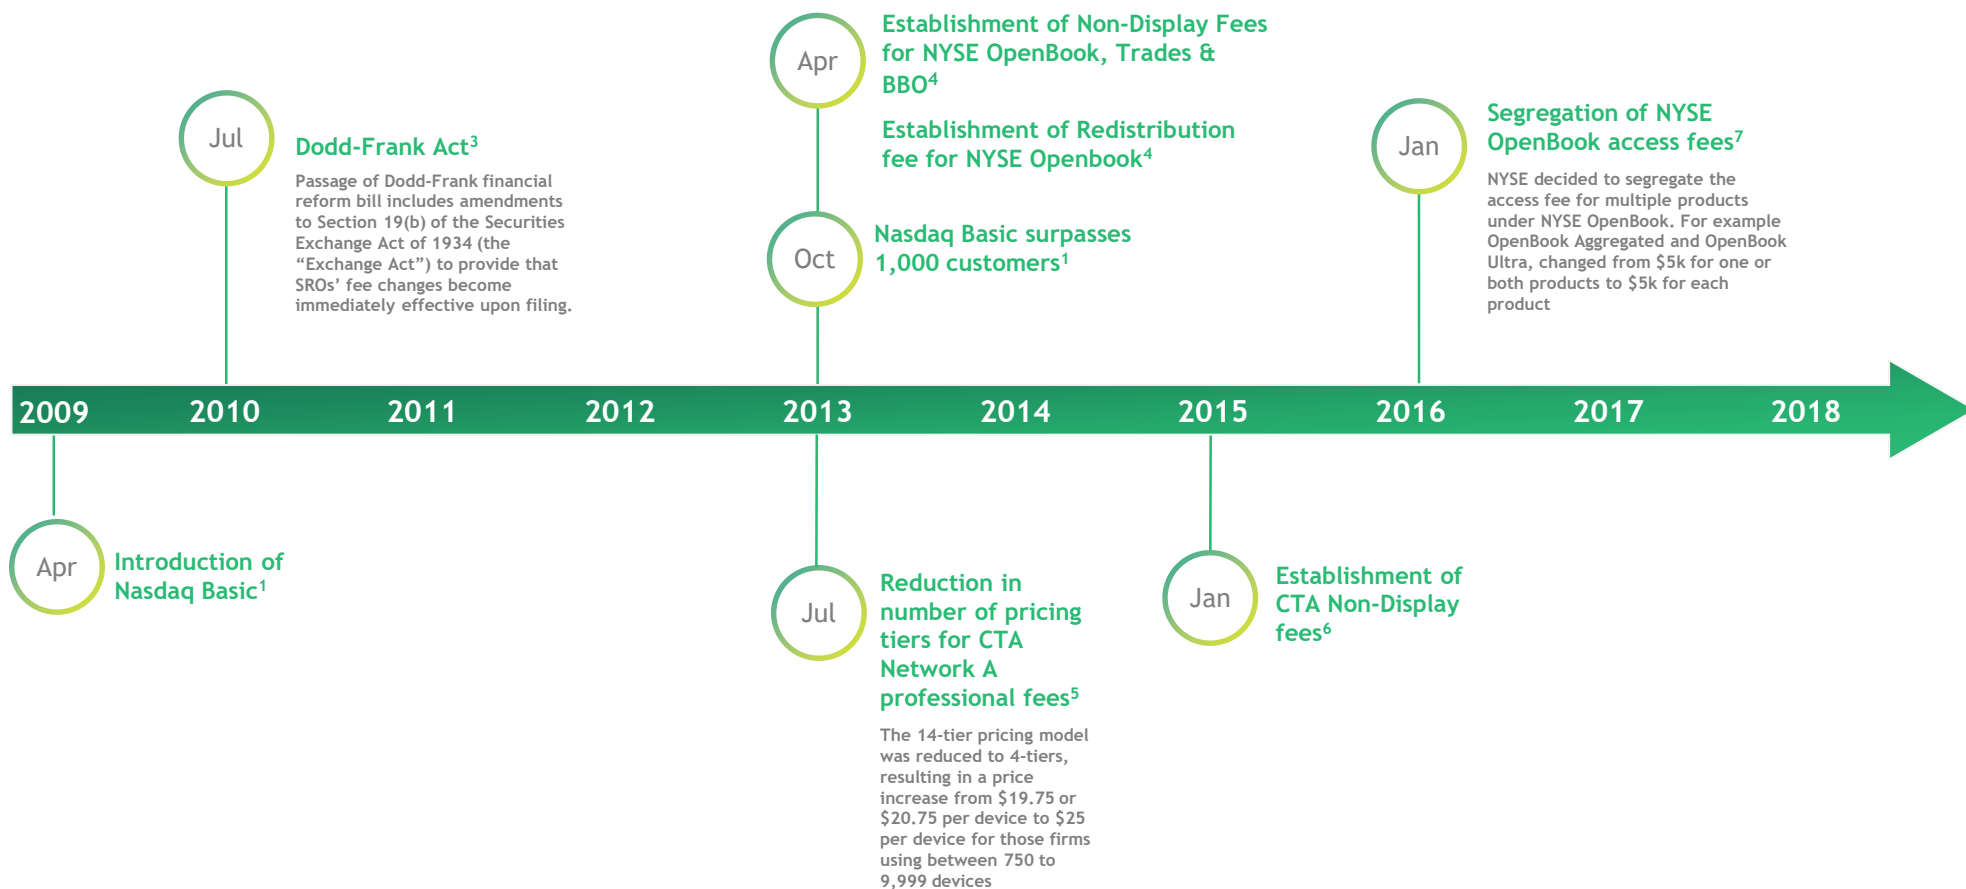 Apr
Establishment of Non-Display Fees
for NYSE OpenBook, Trades &
BBO⁴
Establishment of Redistribution
fee for NYSE Openbook⁴
Jul
Dodd-Frank Act³
Passage of Dodd-Frank financial
reform bill includes amendments
to Section 19(b) of the Securities
Exchange Act of 1934 (the
“Exchange Act”) to provide that
SROs’ fee changes become
immediately effective upon filing.
Oct
Nasdaq Basic surpasses
1,000 customers¹
Jan
Segregation of NYSE
OpenBook access fees⁷
NYSE decided to segregate the
access fee for multiple products
under NYSE OpenBook. For example
OpenBook Aggregated and OpenBook
Ultra, changed from $5k for one or
both products to $5k for each
product
2009 2010 2011 2012 2013 2014 2015 2016 2017 2018
Apr
Introduction of
Nasdaq Basic¹
Jul
Reduction in
number of pricing
tiers for CTA
Network A
professional fees⁵
The 14-tier pricing model
was reduced to 4-tiers,
resulting in a price
increase from $19.75 or
$20.75 per device to $25
per device for those firms
using between 750 to
9,999 devices
Jan
Establishment of
CTA Non-Display
fees⁶